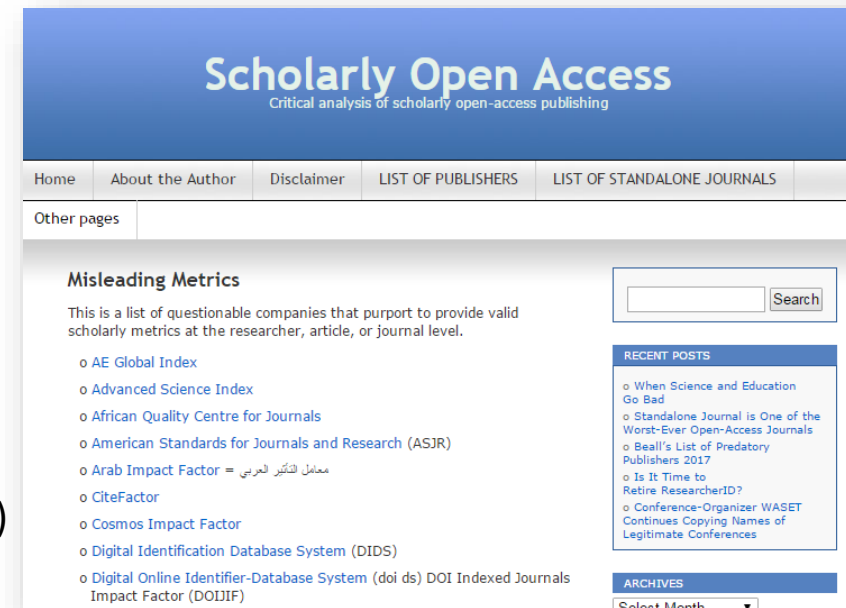 Scholarly Open Access
Critical analysis of scholarly open-access publishing
Home About the Author Disclaimer LIST OF PUBLISHERS LIST OF STANDALONE JOURNALS
Other pages
Misleading Metrics
This is a list of questionable companies that purport to provide valid
scholarly metrics at the researcher, article, or journal level.
o AE Global Index
o Advanced Science Index
o African Quality Centre for Journals
o American Standards for Journals and Research (ASJR)
o Arab Impact Factor = معامل التأثير العربي
o CiteFactor
o Cosmos Impact Factor
o Digital Identification Database System (DIDS)
o Digital Online Identifier-Database System (doi ds) DOI Indexed Journals
Impact Factor (DOIJIF)
)
Search
RECENT POSTS
o When Science and Education
Go Bad
o Standalone Journal is One of the
Worst-Ever Open-Access Journals
o Beall's List of Predatory
Publishers 2017
o Is It Time to
Retire ResearcherID?
o Conference-Organizer WASET
Continues Copying Names of
Legitimate Conferences
ARCHIVES
Select Month